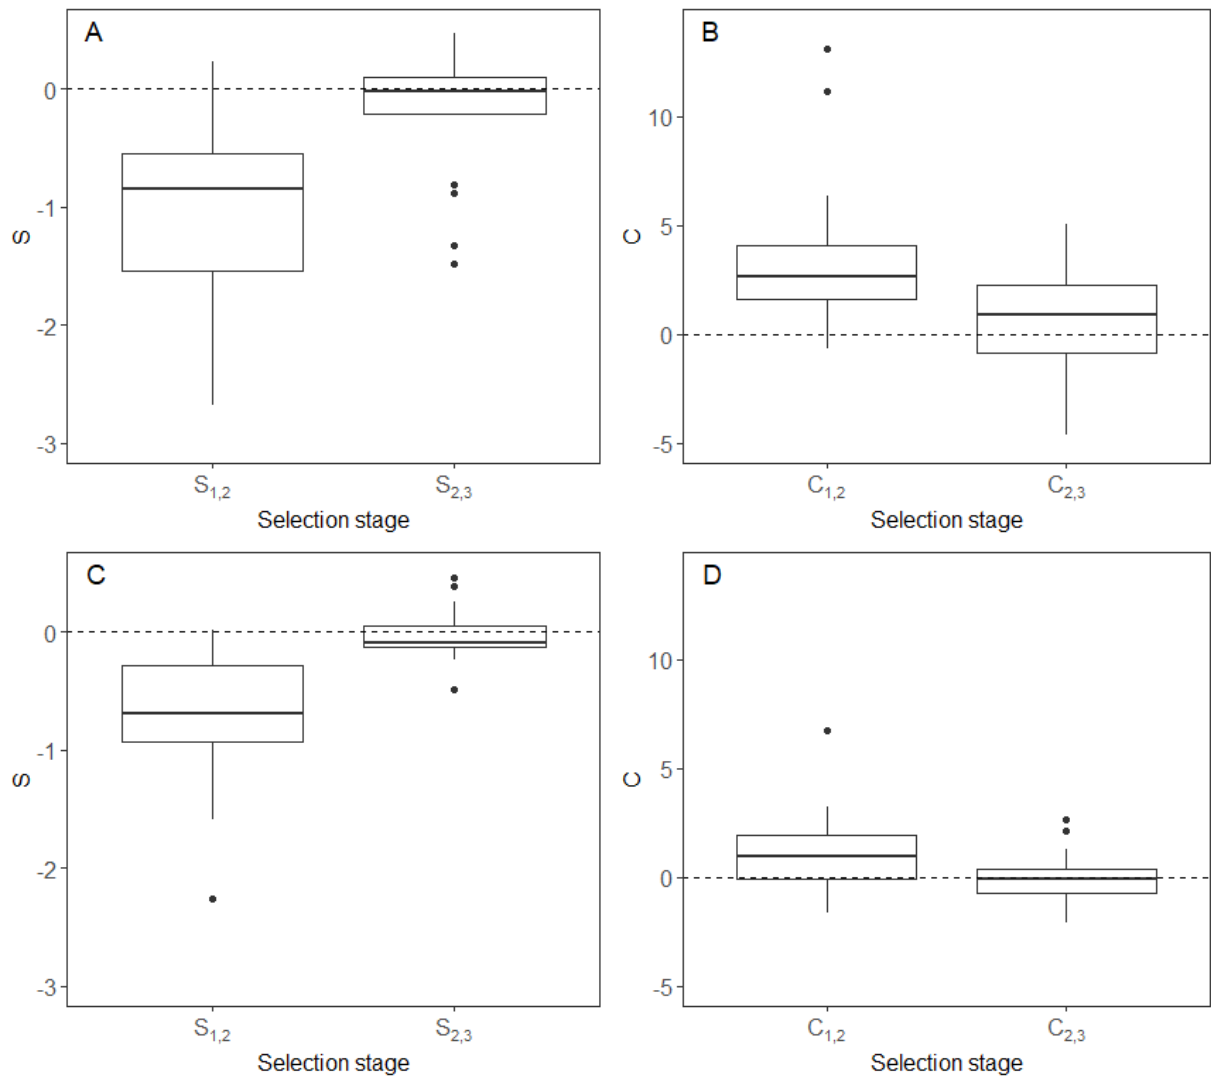 A
0
-1
-2
-3
S
S1,2 S2,3
Selection stage
B
10
5
0
-5
C
C1,2 C2,3
Selection stage
C
0
-1
-2
-3
S
S1,2 S2,3
Selection stage
D
10
5
0
-5
C
C1,2 C2,3
Selection stage